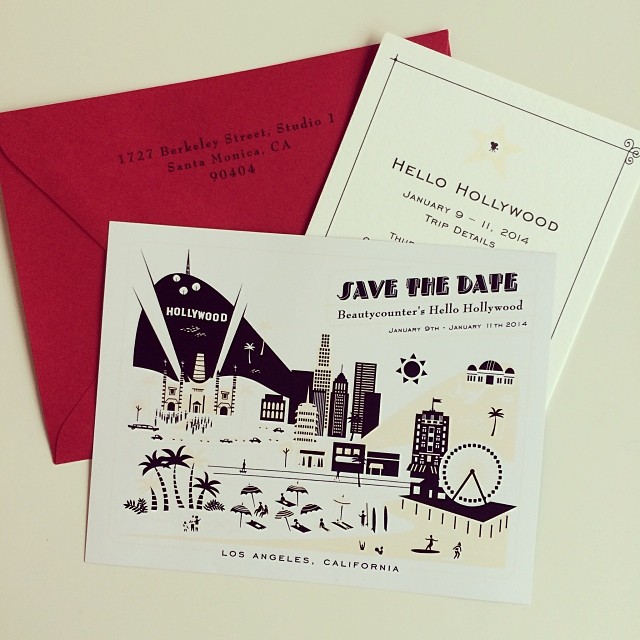 1727 Berkeley Street, Studio 1
Santa Monica, CA
90404
HELLO HOLLYWOOD
JANUARY 9 - 11, 2014
TRIP DETAILS
SAVE THE DATE
Beautycounter's Hello Hollywood
JANUARY 9TH - JANUARY 11TH 2014
HOLLYWOOD
LOS ANGELES, CALIFORNIA